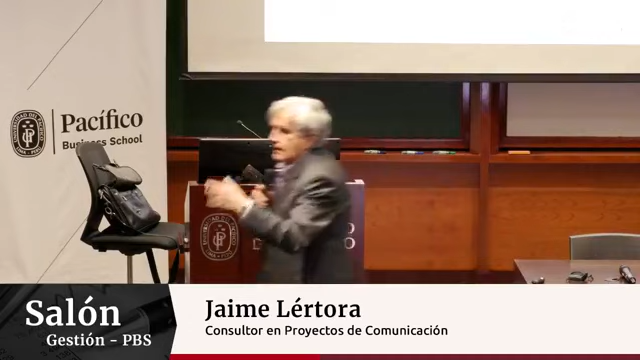 Pacífico
Business School
Salón
Gestión - PBS
Jaime Lértora
Consultor en Proyectos de Comunicación